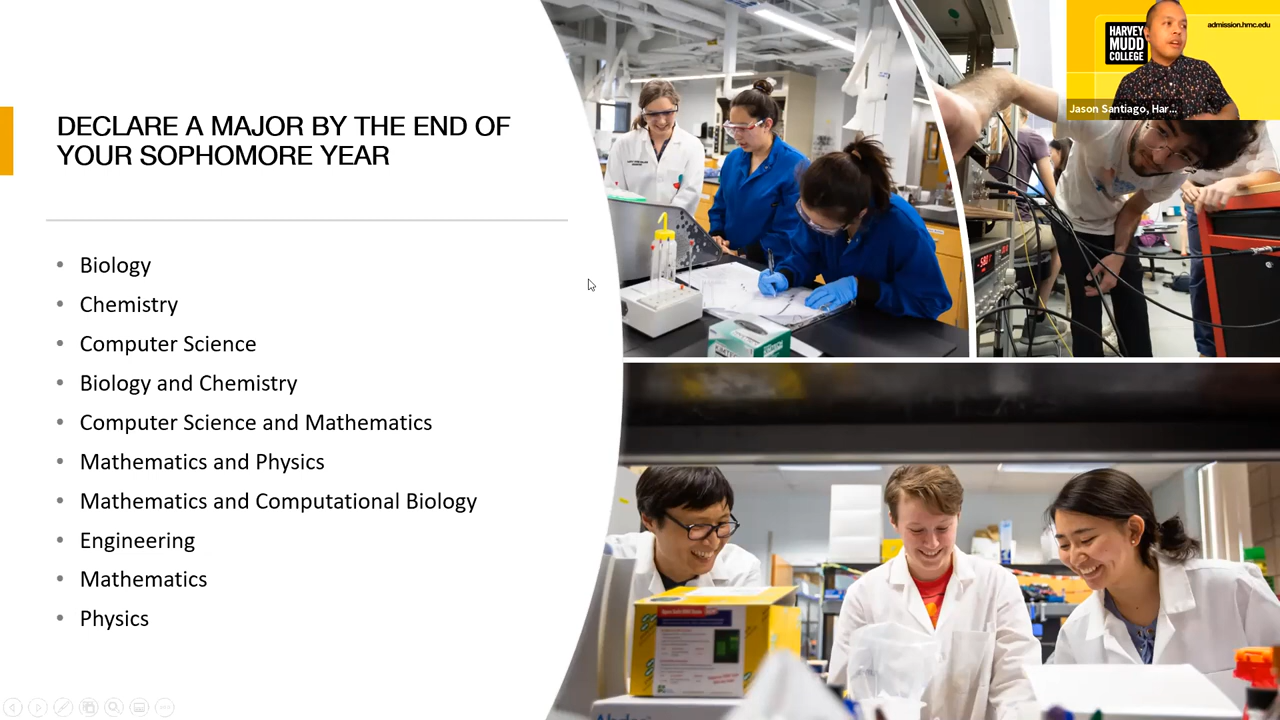 DECLARE A MAJOR BY THE END OF
YOUR SOPHOMORE YEAR
Biology
Chemistry
Computer Science
Biology and Chemistry
Computer Science and Mathematics
Mathematics and Physics
Mathematics and Computational Biology
Engineering
Mathematics
Physics
HARVEY
MUDD
COLLEGE
admission.hmc.edu
Jason Santiago, Har...